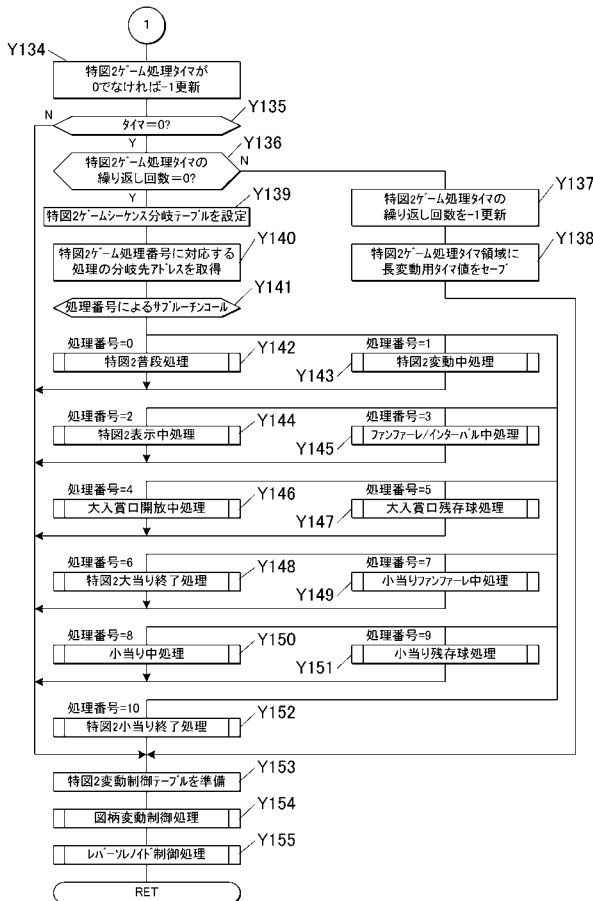 1
Y134
特図2ゲーム処理タイマが
0でなければ-1更新
N
タイマ=0?
Y135
Y
Y136
特図2ゲーム処理タイマの
繰り返し回数=0?
N
Y
Y139
特図2ゲームシーケンス分岐テーブルを設定
特図2ゲーム処理タイマの
繰り返し回数を-1更新
Y137
Y140
特図2ゲーム処理番号に対応する
処理の分岐先アドレスを取得
特図2ゲーム処理タイマ領域に
長変動用タイマ値をセーブ
Y138
Y141
処理番号によるサブルーチンコール
処理番号=0
特図2普段処理
Y142
処理番号=1
特図2変動中処理
Y143
処理番号=2
特図2表示中処理
Y144
処理番号=3
ファンファーレ/インターバル中処理
Y145
処理番号=4
大入賞口開放中処理
Y146
処理番号=5
大入賞口残存球処理
Y147
処理番号=6
特図2大当り終了処理
Y148
処理番号=7
小当りファンファーレ中処理
Y149
処理番号=8
小当り中処理
Y150
処理番号=9
小当り残存球処理
Y151
処理番号=10
特図2小当り終了処理
Y152
特図2変動制御テーブルを準備
Y153
図柄変動制御処理
Y154
レバーソレノイド制御処理
Y155
RET